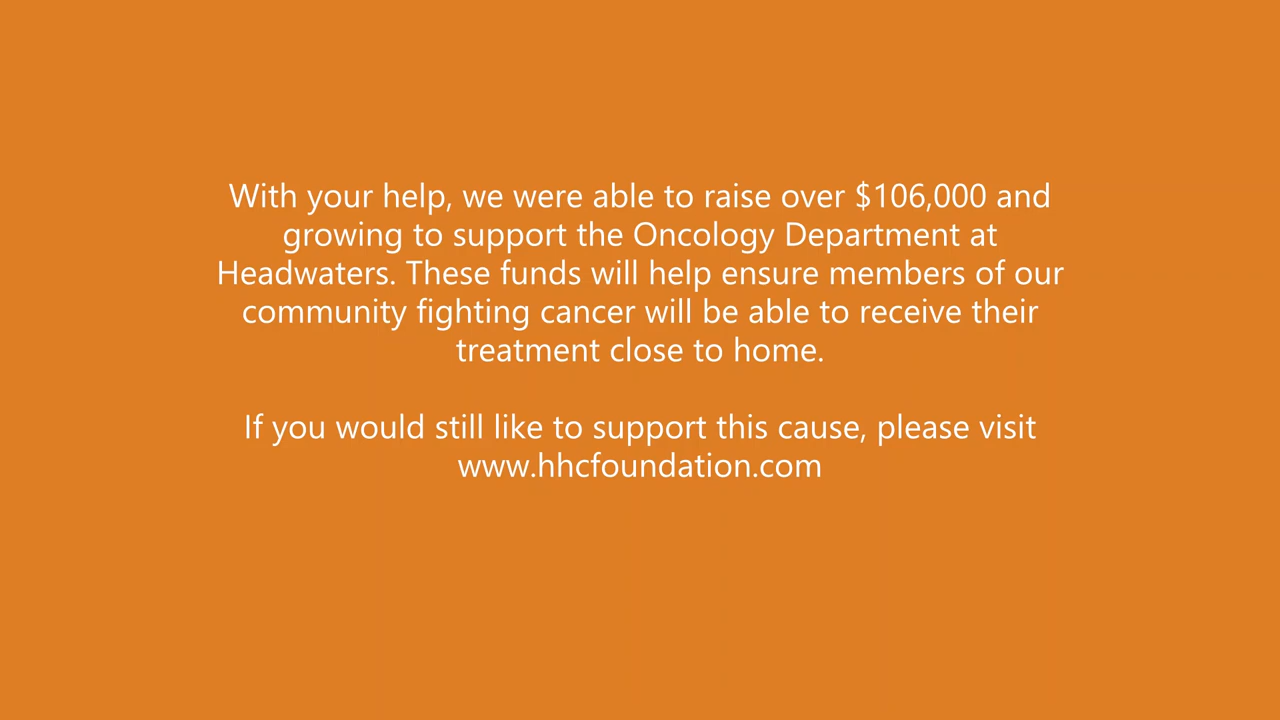 With your help, we were able to raise over $106,000 and
growing to support the Oncology Department at
Headwaters. These funds will help ensure members of our
community fighting cancer will be able to receive their
treatment close to home.
If you would still like to support this cause, please visit
www.hhcfoundation.com